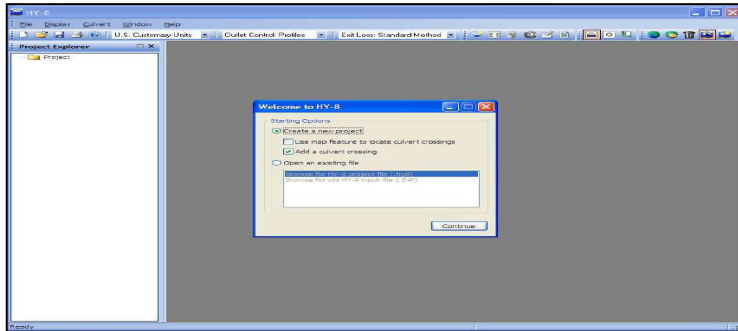 HY-8
File Display Culvert Window Help
U.S. Customary Units Outlet Control: Profiles Exit Loss: Standard Method
Project Explorer
Project
Welcome to HY-8
Starting Options
Create a new project
Use map feature to locate culvert crossings
Add a culvert crossing
Open an existing file
Browse for HY-8 project file (.hy8)
Browse for old HY-8 input file (.INP)
Continue
Ready